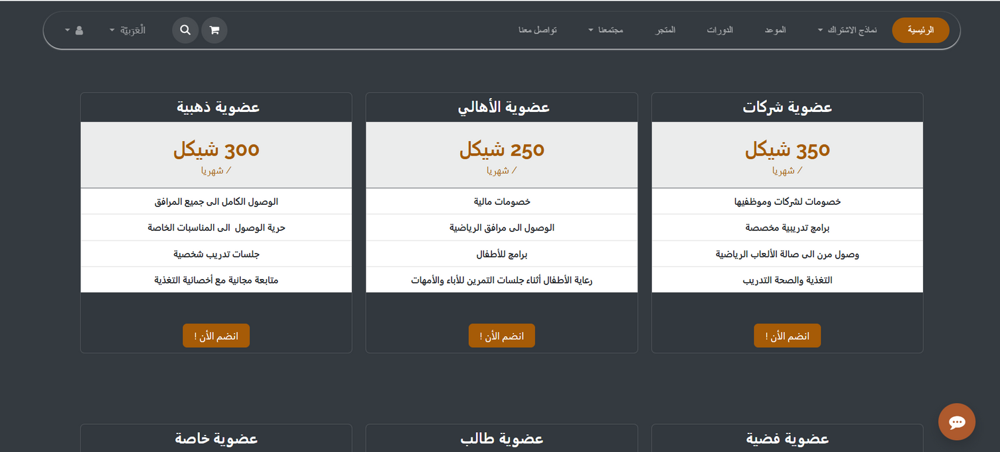 الرئيسية
نماذج الاشتراك
الموعد
الدورات
المتجر
مجتمعنا
تواصل معنا
الْعَرَبيّة
عضوية شركات
350 شيكل
/ شهريا
خصومات لشركات وموظفيها
برامج تدريبية مخصصة
وصول مرن الى صالة الألعاب الرياضية
التغذية والصحة التدريب
انضم الأن !
عضوية الأهالي
250 شيكل
/ شهريا
خصومات مالية
الوصول الى مرافق الرياضية
برامج للأطفال
رعاية الأطفال أثناء جلسات التمرين للأباء والأمهات
انضم الأن !
عضوية ذهبية
300 شيكل
/ شهريا
الوصول الكامل الى جميع المرافق
حرية الوصول الى المناسبات الخاصة
جلسات تدريب شخصية
متابعة مجانية مع أخصائية التغذية
انضم الأن !
عضوية فضية
عضوية طالب
عضوية خاصة